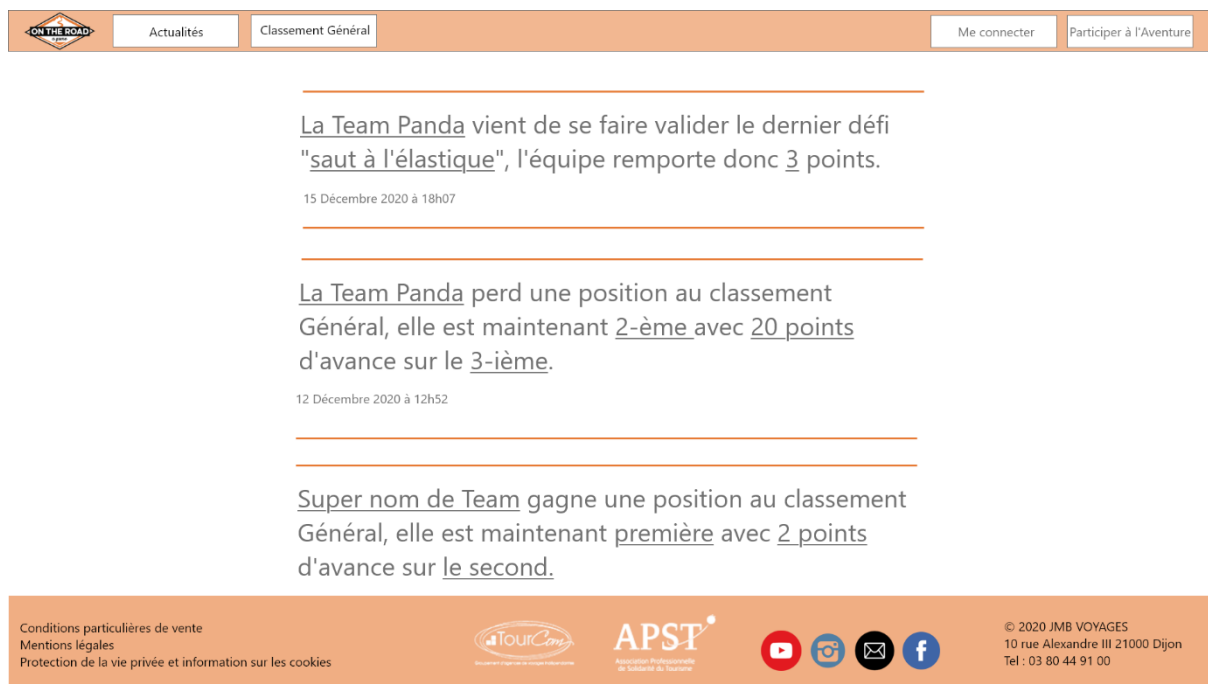 ON THE ROAD
a game
Actualités
Classement Général
Me connecter
Participer à l'Aventure
La Team Panda vient de se faire valider le dernier défi
"saut à l'élastique", l'équipe remporte donc 3 points.
15 Décembre 2020 à 18h07
La Team Panda perd une position au classement
Général, elle est maintenant 2-ème avec 20 points
d'avance sur le 3-ième.
12 Décembre 2020 à 12h52
Super nom de Team gagne une position au classement
Général, elle est maintenant première avec 2 points
d'avance sur le second.
Conditions particulières de vente
Mentions légales
Protection de la vie privée et information sur les cookies
TourCom
APST
Association Professionnelle
de Solidarité du Tourisme
© 2020 JMB VOYAGES
10 rue Alexandre III 21000 Dijon
Tel : 03 80 44 91 00